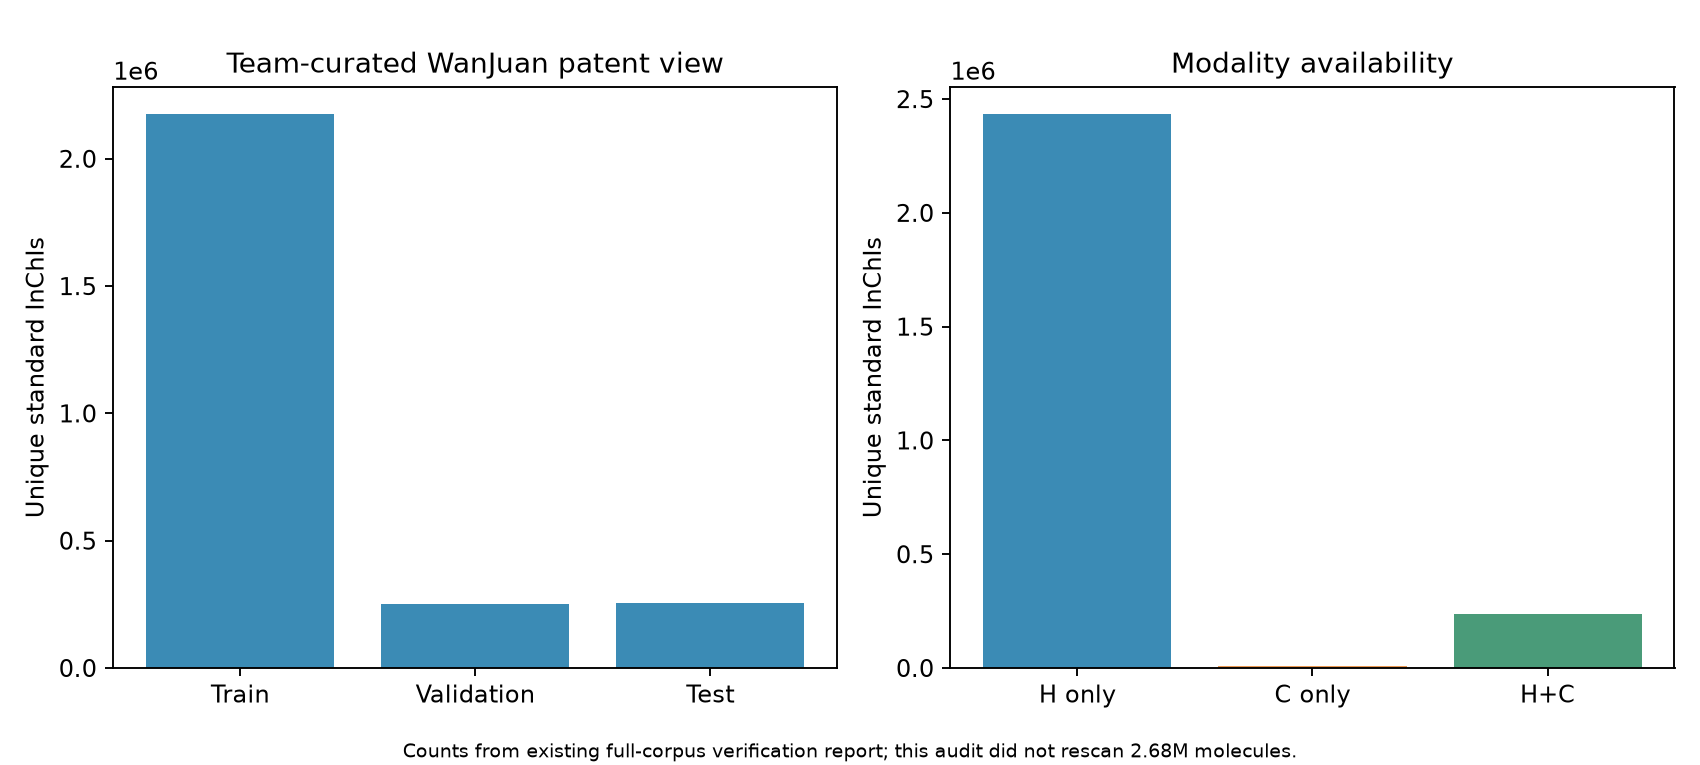 Team-curated WanJuan patent view
1e6
Unique standard InChIs
2.0
1.5
1.0
0.5
0.0
Train
Validation
Test
Modality availability
1e6
Unique standard InChIs
2.5
2.0
1.5
1.0
0.5
0.0
H only
C only
H+C
Counts from existing full-corpus verification report; this audit did not rescan 2.68M molecules.